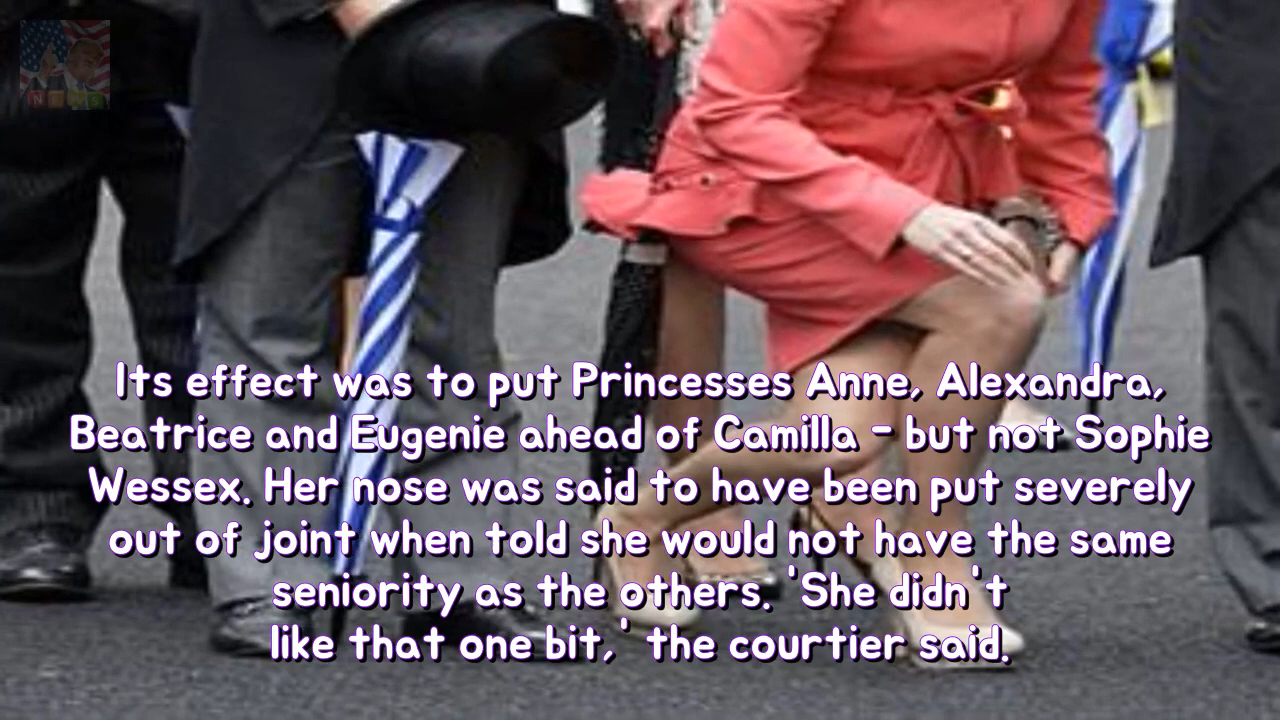 NEWS
Its effect was to put Princesses Anne, Alexandra,
Beatrice and Eugenie ahead of Camilla - but not Sophie
Wessex. Her nose was said to have been put severely
out of joint when told she would not have the same
seniority as the others. 'She didn't
like that one bit,' the courtier said.